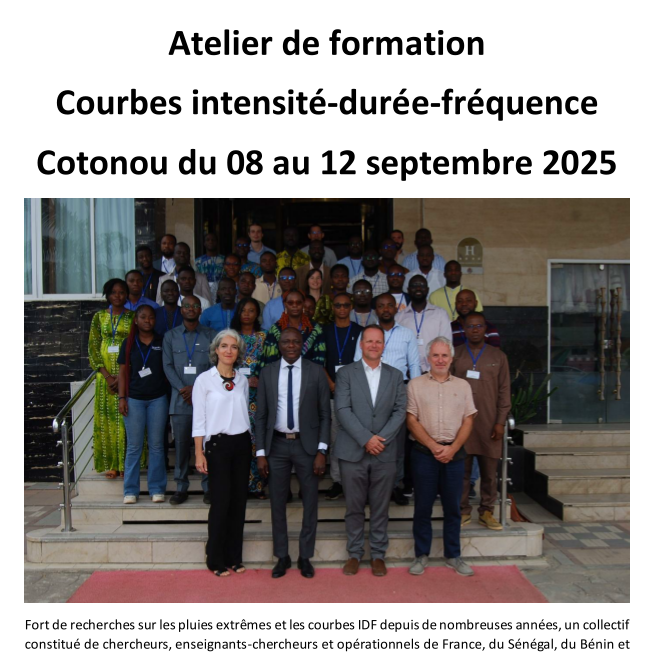 Atelier de formation
Courbes intensité-durée-fréquence
Cotonou du 08 au 12 septembre 2025
H
Fort de recherches sur les pluies extrêmes et les courbes IDF depuis de nombreuses années, un collectif
constitué de chercheurs, enseignants-chercheurs et opérationnels de France, du Sénégal, du Bénin et